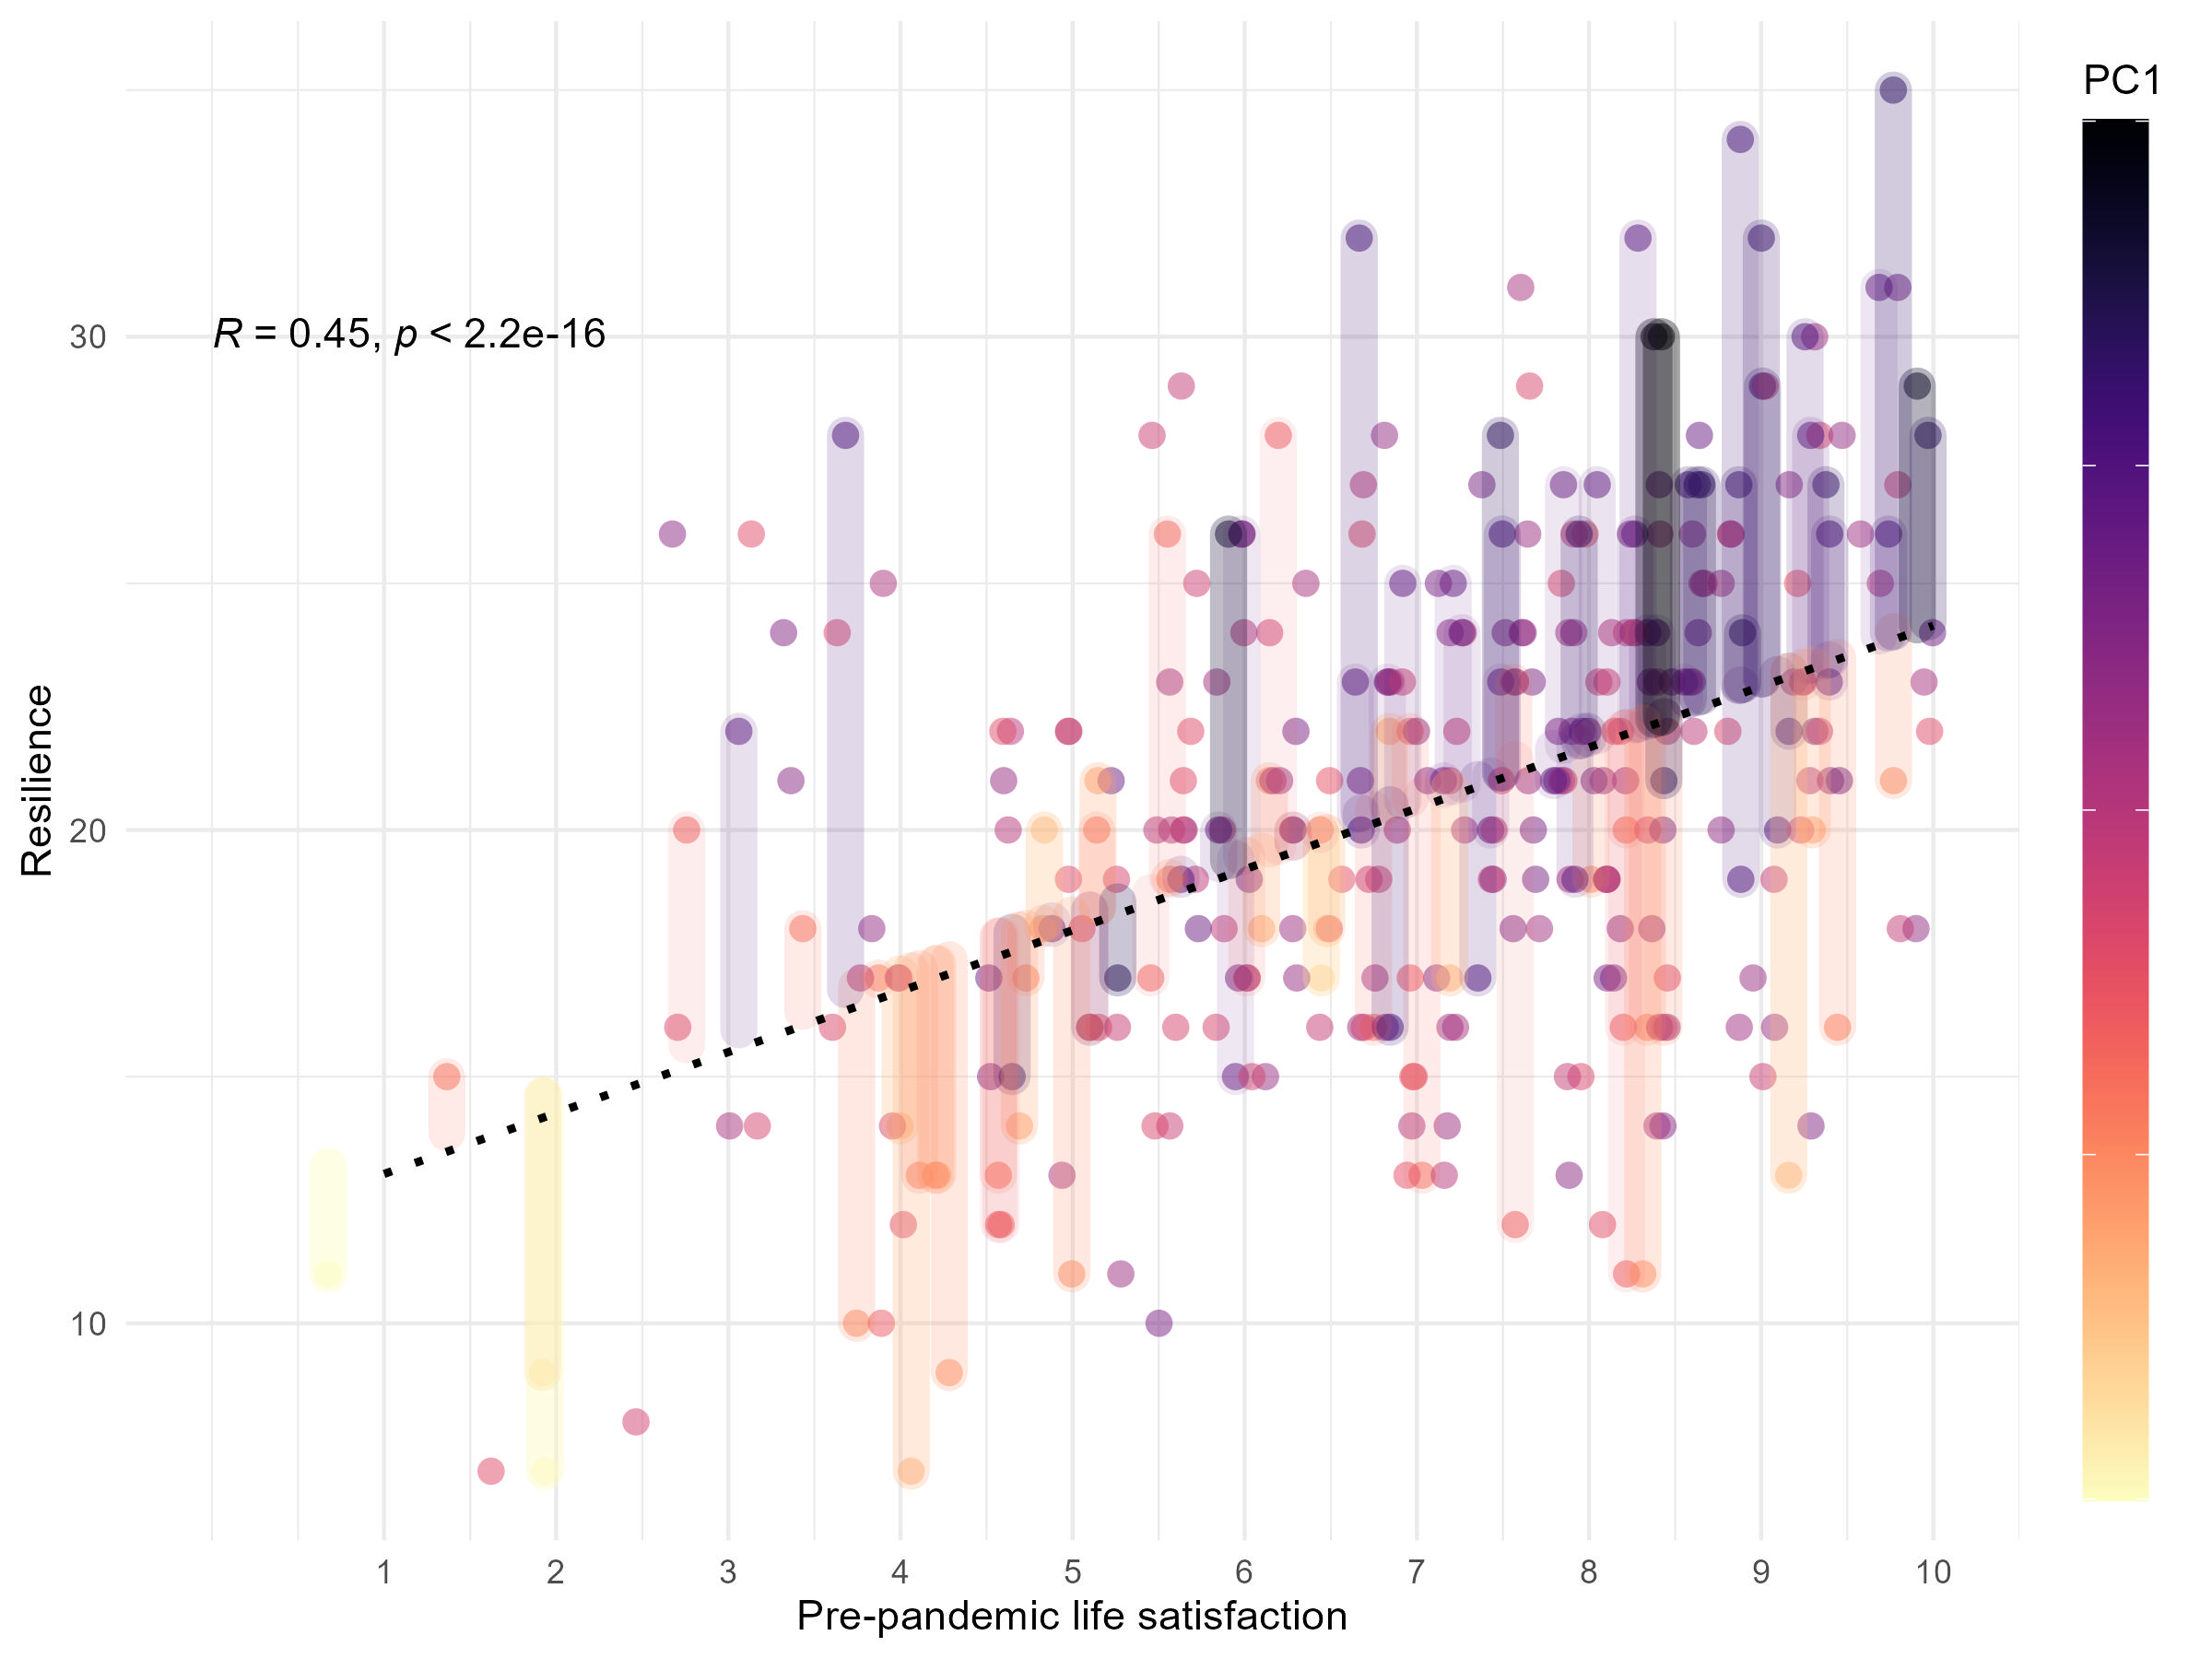 PC1
R = 0.45, p < 2.2e-16
30
20
10
Resilience
1 2 3 4 5 6 7 8 9 10
Pre-pandemic life satisfaction